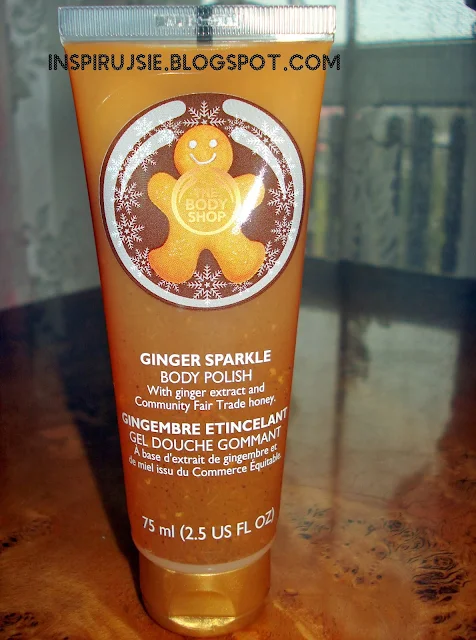 INSPIRUJSIE.BLOGSPOT.COM
THE
BODY
SHOP
GINGER SPARKLE
BODY POLISH
With ginger extract and
Community Fair Trade honey.
GINGEMBRE ETINCELANT
GEL DOUCHE GOMMANT
À base d'extrait de gingembre et
de miel issu du Commerce Equitable.
75 ml (2.5 US FL OZ)